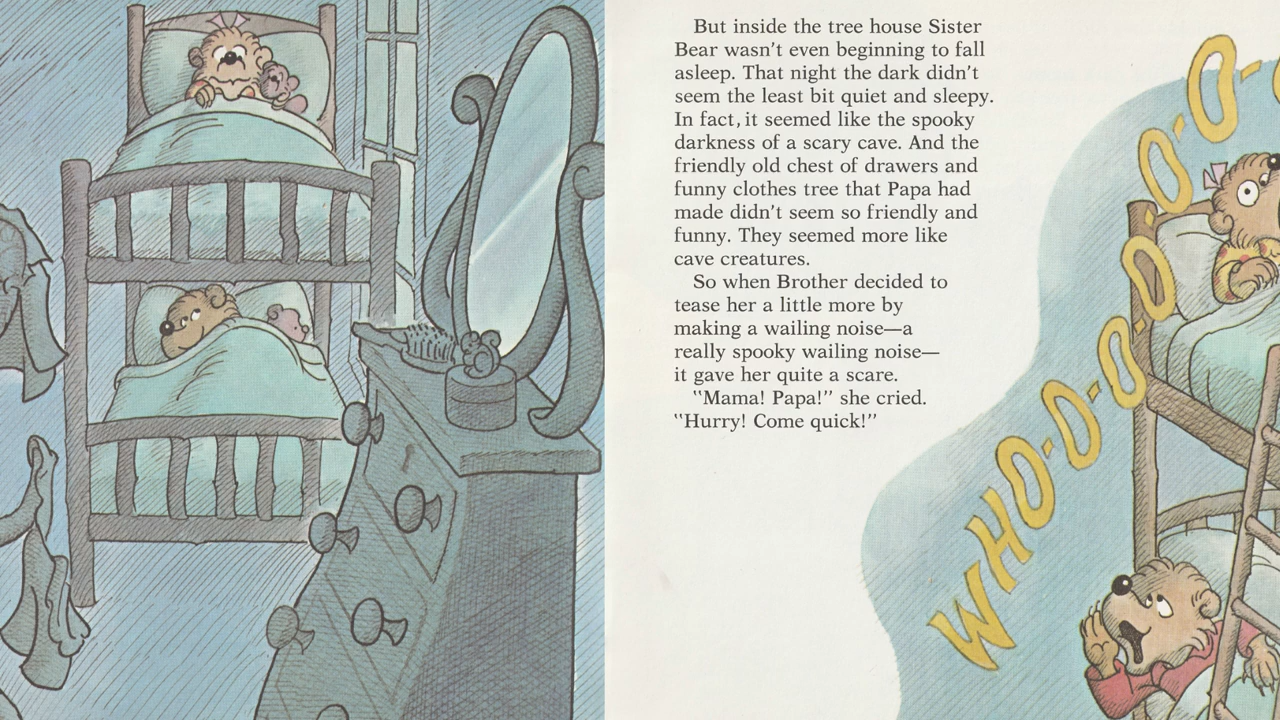 But inside the tree house Sister
Bear wasn't even beginning to fall
asleep. That night the dark didn't
seem the least bit quiet and sleepy.
In fact, it seemed like the spooky
darkness of a scary cave. And the
friendly old chest of drawers and
funny clothes tree that Papa had
made didn't seem so friendly and
funny. They seemed more like
cave creatures.
So when Brother decided to
tease her a little more by
making a wailing noise—a
really spooky wailing noise—
it gave her quite a scare.
"Mama! Papa!" she cried.
"Hurry! Come quick!"
WHO-O-O-O-O-O-